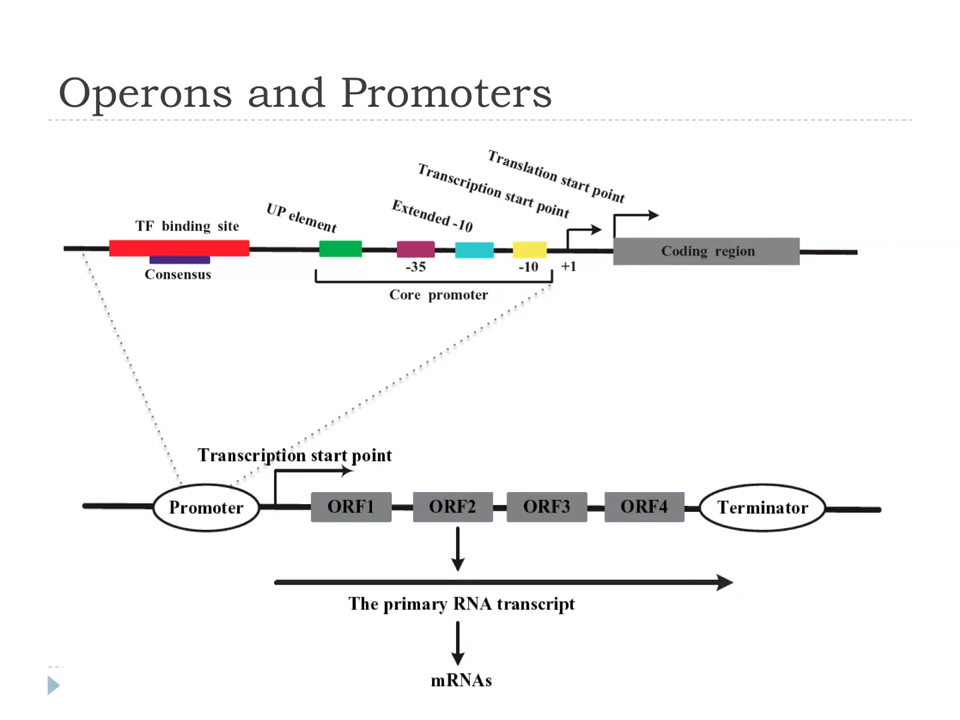 Operons and Promoters
Translation start point
Transcription start point
Extended -10
UP element
TF binding site
Coding region
Consensus
-35
-10
+1
Core promoter
Transcription start point
Promoter
ORF1
ORF2
ORF3
ORF4
Terminator
The primary RNA transcript
mRNAs